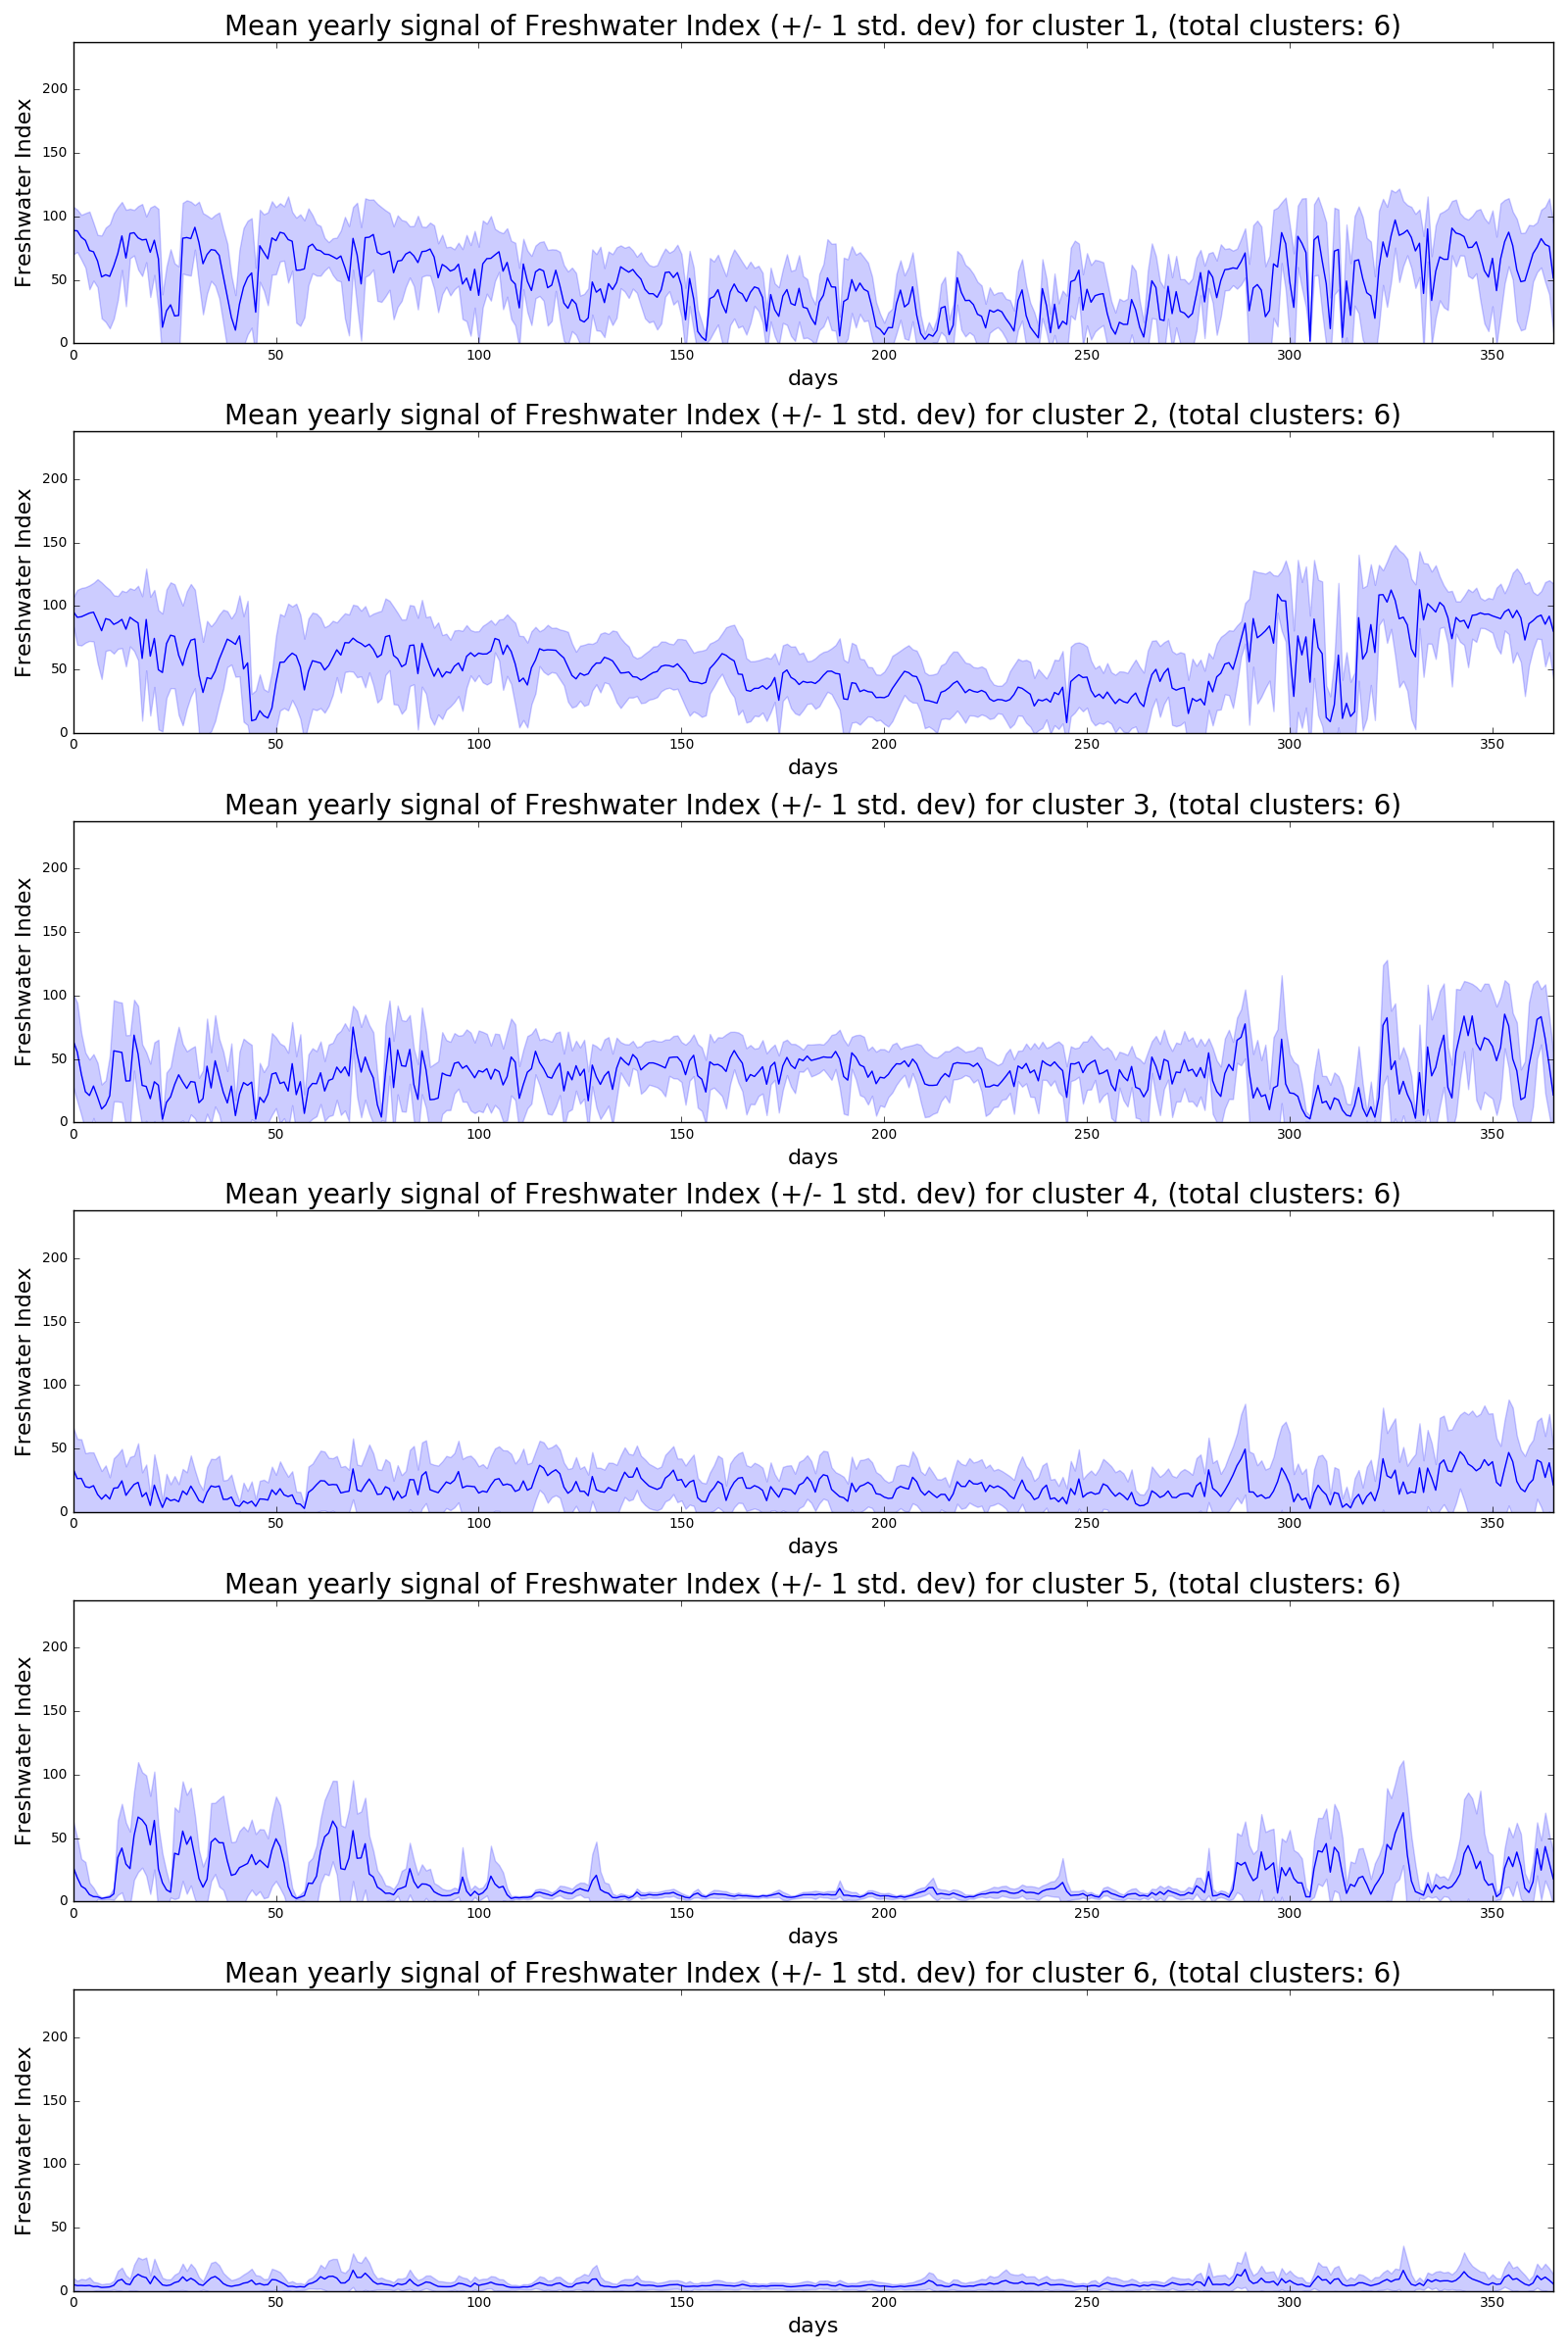 Mean yearly signal of Freshwater Index (+/- 1 std. dev) for cluster 1, (total clusters: 6)
200
150
100
50
0
Freshwater Index
0 50 100 150 200 250 300 350
days
Mean yearly signal of Freshwater Index (+/- 1 std. dev) for cluster 2, (total clusters: 6)
200
150
100
50
0
Freshwater Index
0 50 100 150 200 250 300 350
days
Mean yearly signal of Freshwater Index (+/- 1 std. dev) for cluster 3, (total clusters: 6)
200
150
100
50
0
Freshwater Index
0 50 100 150 200 250 300 350
days
Mean yearly signal of Freshwater Index (+/- 1 std. dev) for cluster 4, (total clusters: 6)
200
150
100
50
0
Freshwater Index
0 50 100 150 200 250 300 350
days
Mean yearly signal of Freshwater Index (+/- 1 std. dev) for cluster 5, (total clusters: 6)
200
150
100
50
0
Freshwater Index
0 50 100 150 200 250 300 350
days
Mean yearly signal of Freshwater Index (+/- 1 std. dev) for cluster 6, (total clusters: 6)
200
150
100
50
0
Freshwater Index
0 50 100 150 200 250 300 350
days